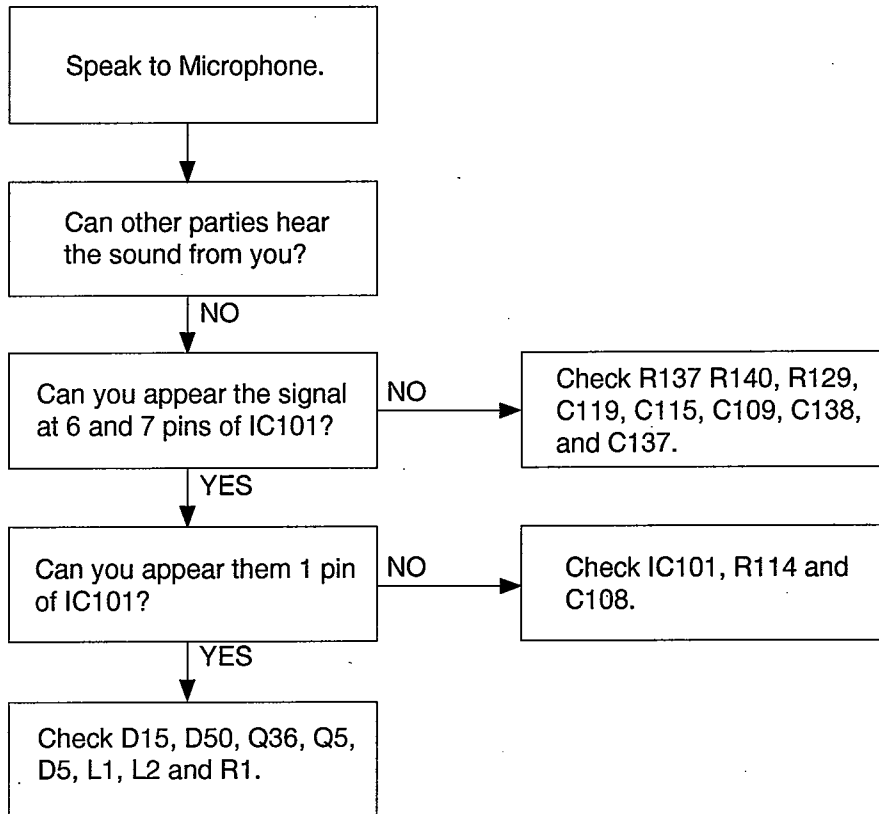 Speak to Microphone.
Can other parties hear
the sound from you?
NO
Can you appear the signal
at 6 and 7 pins of IC101?
NO
Check R137 R140, R129,
C119, C115, C109, C138,
and C137.
YES
Can you appear them 1 pin
of IC101?
NO
Check IC101, R114 and
C108.
YES
Check D15, D50, Q36, Q5,
D5, L1, L2 and R1.